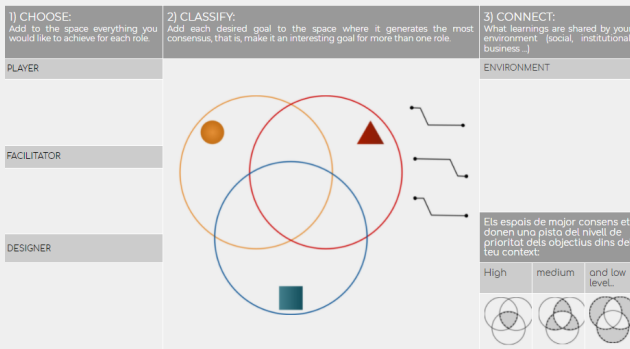 1) CHOOSE:
Add to the space everything you
would like to achieve for each role.
PLAYER
FACILITATOR
DESIGNER
2) CLASSIFY:
Add each desired goal to the space where it generates the most
consensus, that is, make it an interesting goal for more than one role.
3) CONNECT:
What learnings are shared by your
environment (social, institutional,
business ...)
ENVIRONMENT
Els espais de major consens et
donen una pista del nivell de
prioritat dels objectius dins del
teu context:
High
medium
and low
level..